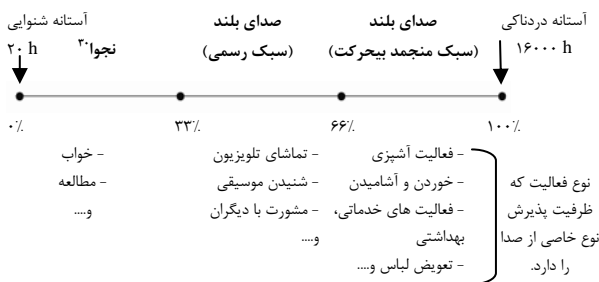 آستانه دردناکی
۱۶۰۰۰ h
صدای بلند
(سبک منجمد بیحرکت)
صدای بلند
(سبک رسمی)
نجوا۳۰
آستانه شنوایی
۲۰ h
۰٪
۳۳٪
۶۶٪
۱۰۰٪
نوع فعالیت که
ظرفیت پذیرش
نوع خاصی از صدا
را دارد.
- فعالیت آشپزی
- خوردن و آشامیدن
- فعالیت های خدماتی،
بهداشتی
- تعویض لباس و....
- تماشای تلویزیون
- شنیدن موسیقی
- مشورت با دیگران
و....
- خواب
- مطالعه
و....